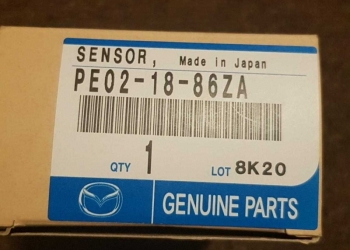 SENSOR, Made in Japan
PE02-18-86ZA
QTY 1 LOT 8K20
GENUINE PARTS